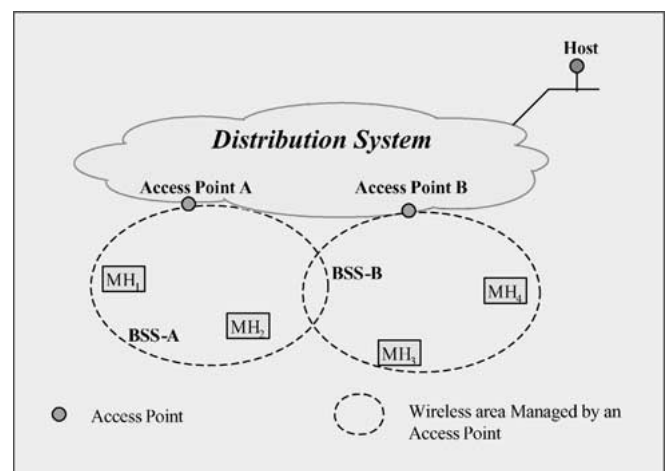 Host
Distribution System
Access Point A
Access Point B
MH1
BSS-B
MH4
BSS-A
MH2
MH3
Access Point
Wireless area Managed by an
Access Point